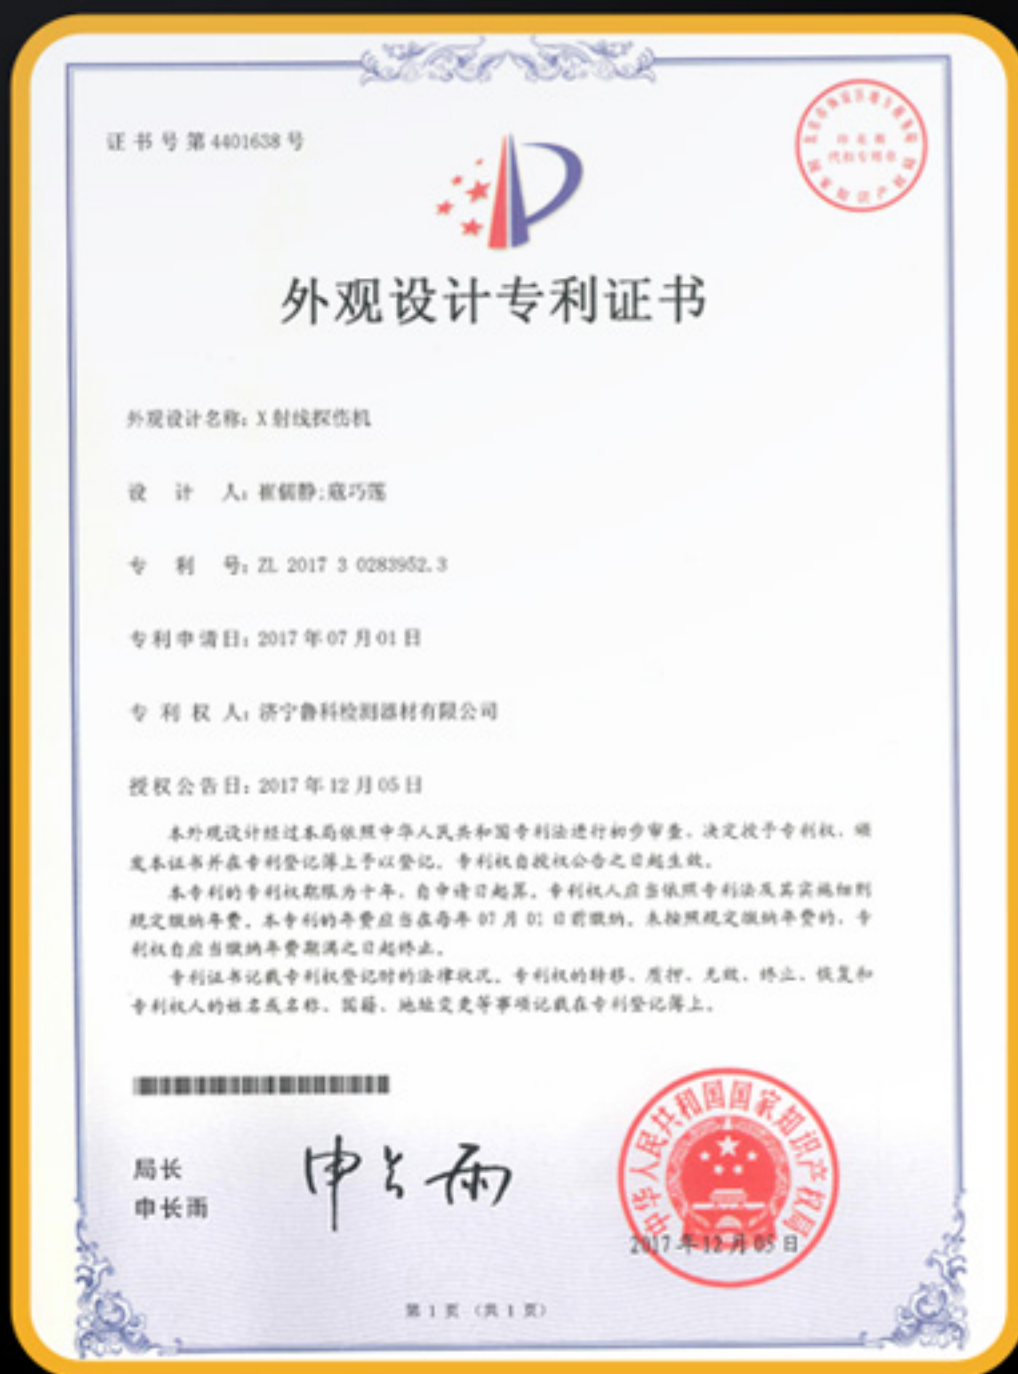 证书号第4401638号
外观设计专利证书
外观设计名称：X射线探伤机
设 计 人：
专 利 号：ZL 2017 3 0283952.3
专利申请日：2017年07月01日
专 利 权 人：济宁鲁科检测器材有限公司
授权公告日：2017年12月05日
本外观设计经过本局依照中华人民共和国专利法进行初步审查，决定授予专利权，颁
发本证书并在专利登记簿上予以登记。专利权自授权公告之日起生效。
本专利的专利权期限为十年，自申请日起算。专利权人应当依照专利法及其实施细则
规定缴纳年费。本专利的年费应当在每年07月01日前缴纳。未按照规定缴纳年费的，专
利权自应当缴纳年费期满之日起终止。
专利证书记载专利权登记时的法律状况。专利权的转移、质押、无效、终止、恢复和
专利权人的姓名或名称、国籍、地址变更等事项记载在专利登记簿上。
局长
申长雨
申长雨
中华人民共和国国家知识产权局
2017年12月05日
第 1 页 （共 1 页）